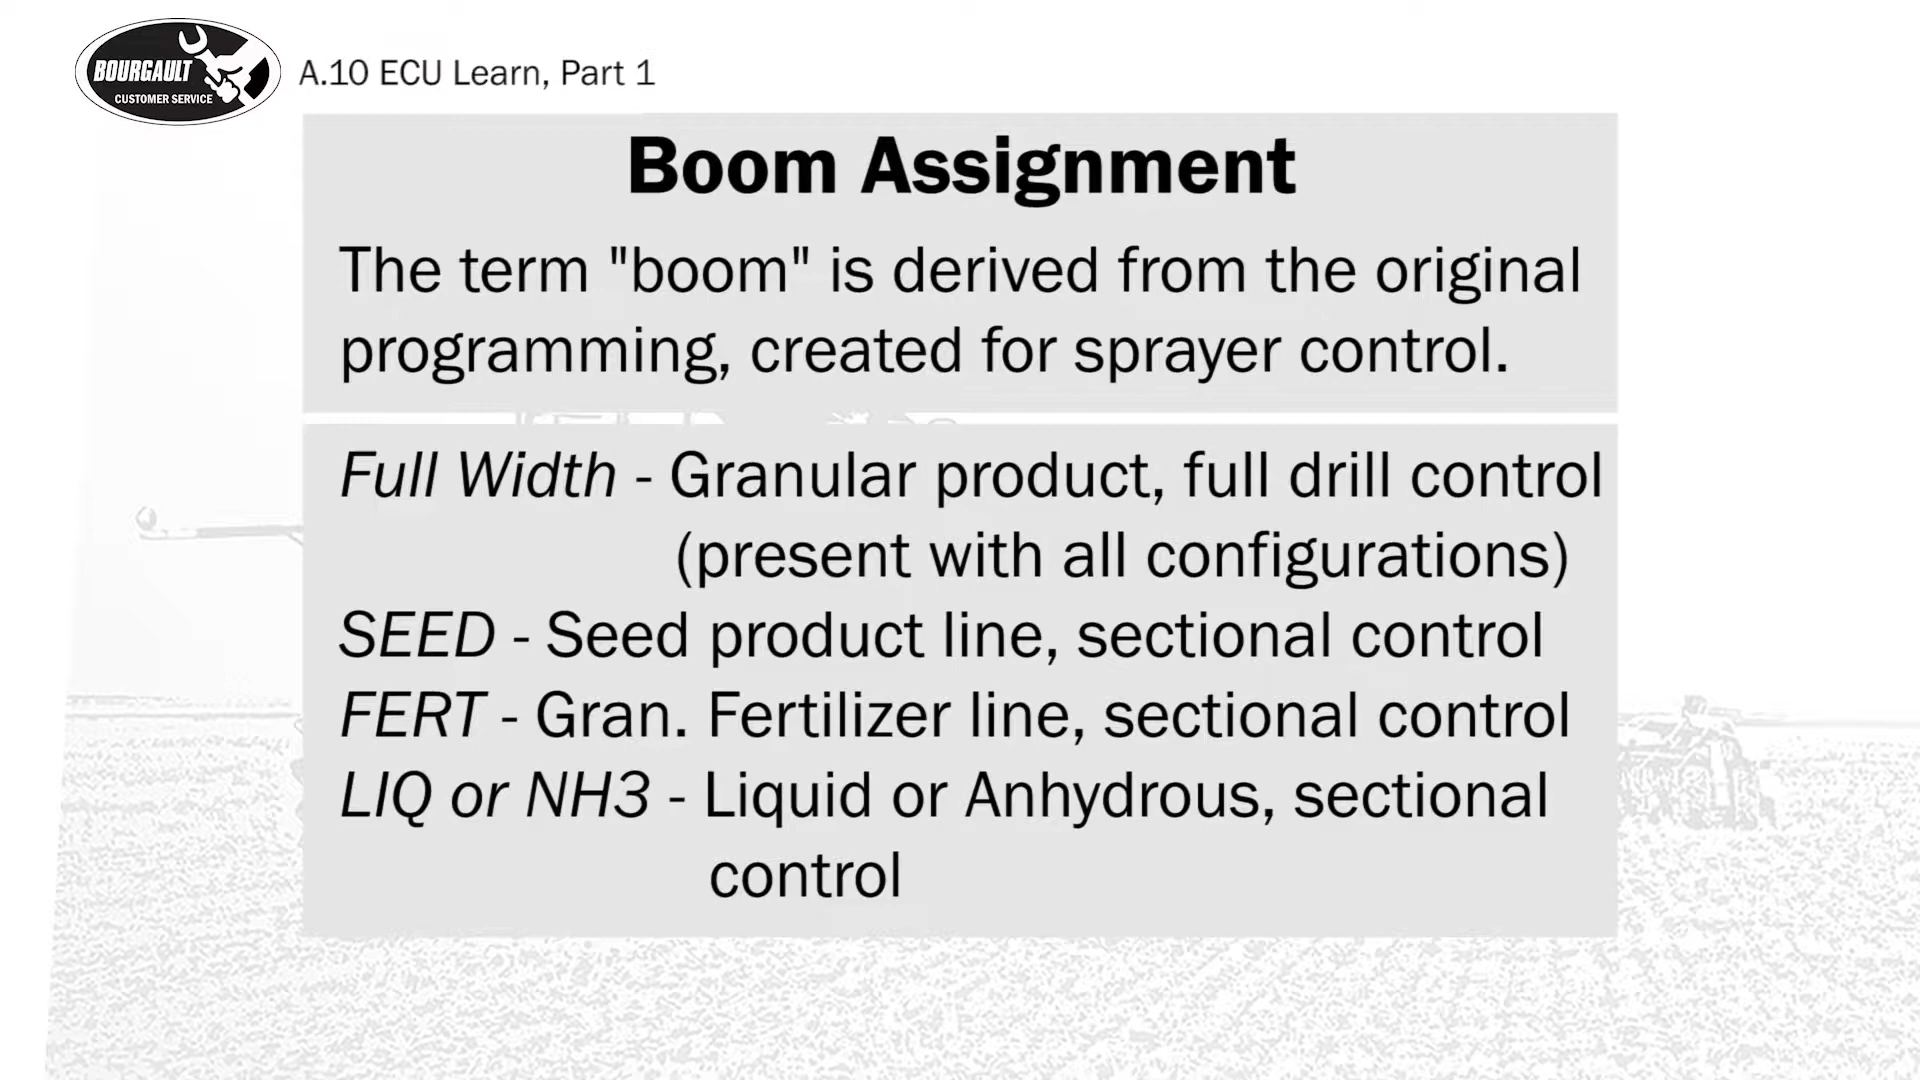 BOURGAULT
CUSTOMER SERVICE
A.10 ECU Learn, Part 1
Boom Assignment
The term "boom" is derived from the original
programming, created for sprayer control.
Full Width - Granular product, full drill control
(present with all configurations)
SEED - Seed product line, sectional control
FERT - Gran. Fertilizer line, sectional control
LIQ or NH3 - Liquid or Anhydrous, sectional
control